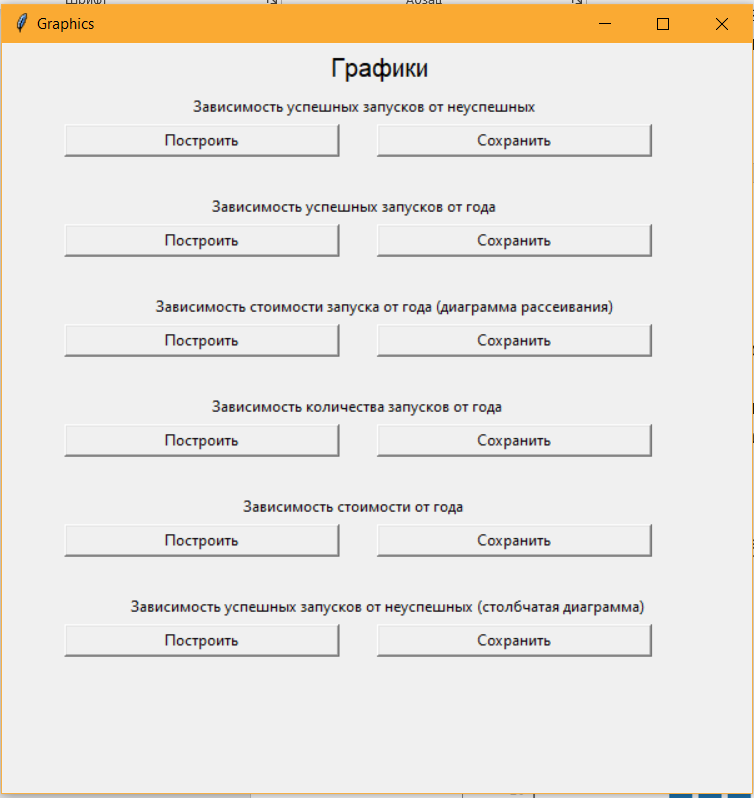 Шрифт
Абзац
Graphics
Графики
Зависимость успешных запусков от неуспешных
Построить Сохранить
Зависимость успешных запусков от года
Построить Сохранить
Зависимость стоимости запуска от года (диаграмма рассеивания)
Построить Сохранить
Зависимость количества запусков от года
Построить Сохранить
Зависимость стоимости от года
Построить Сохранить
Зависимость успешных запусков от неуспешных (столбчатая диаграмма)
Построить Сохранить